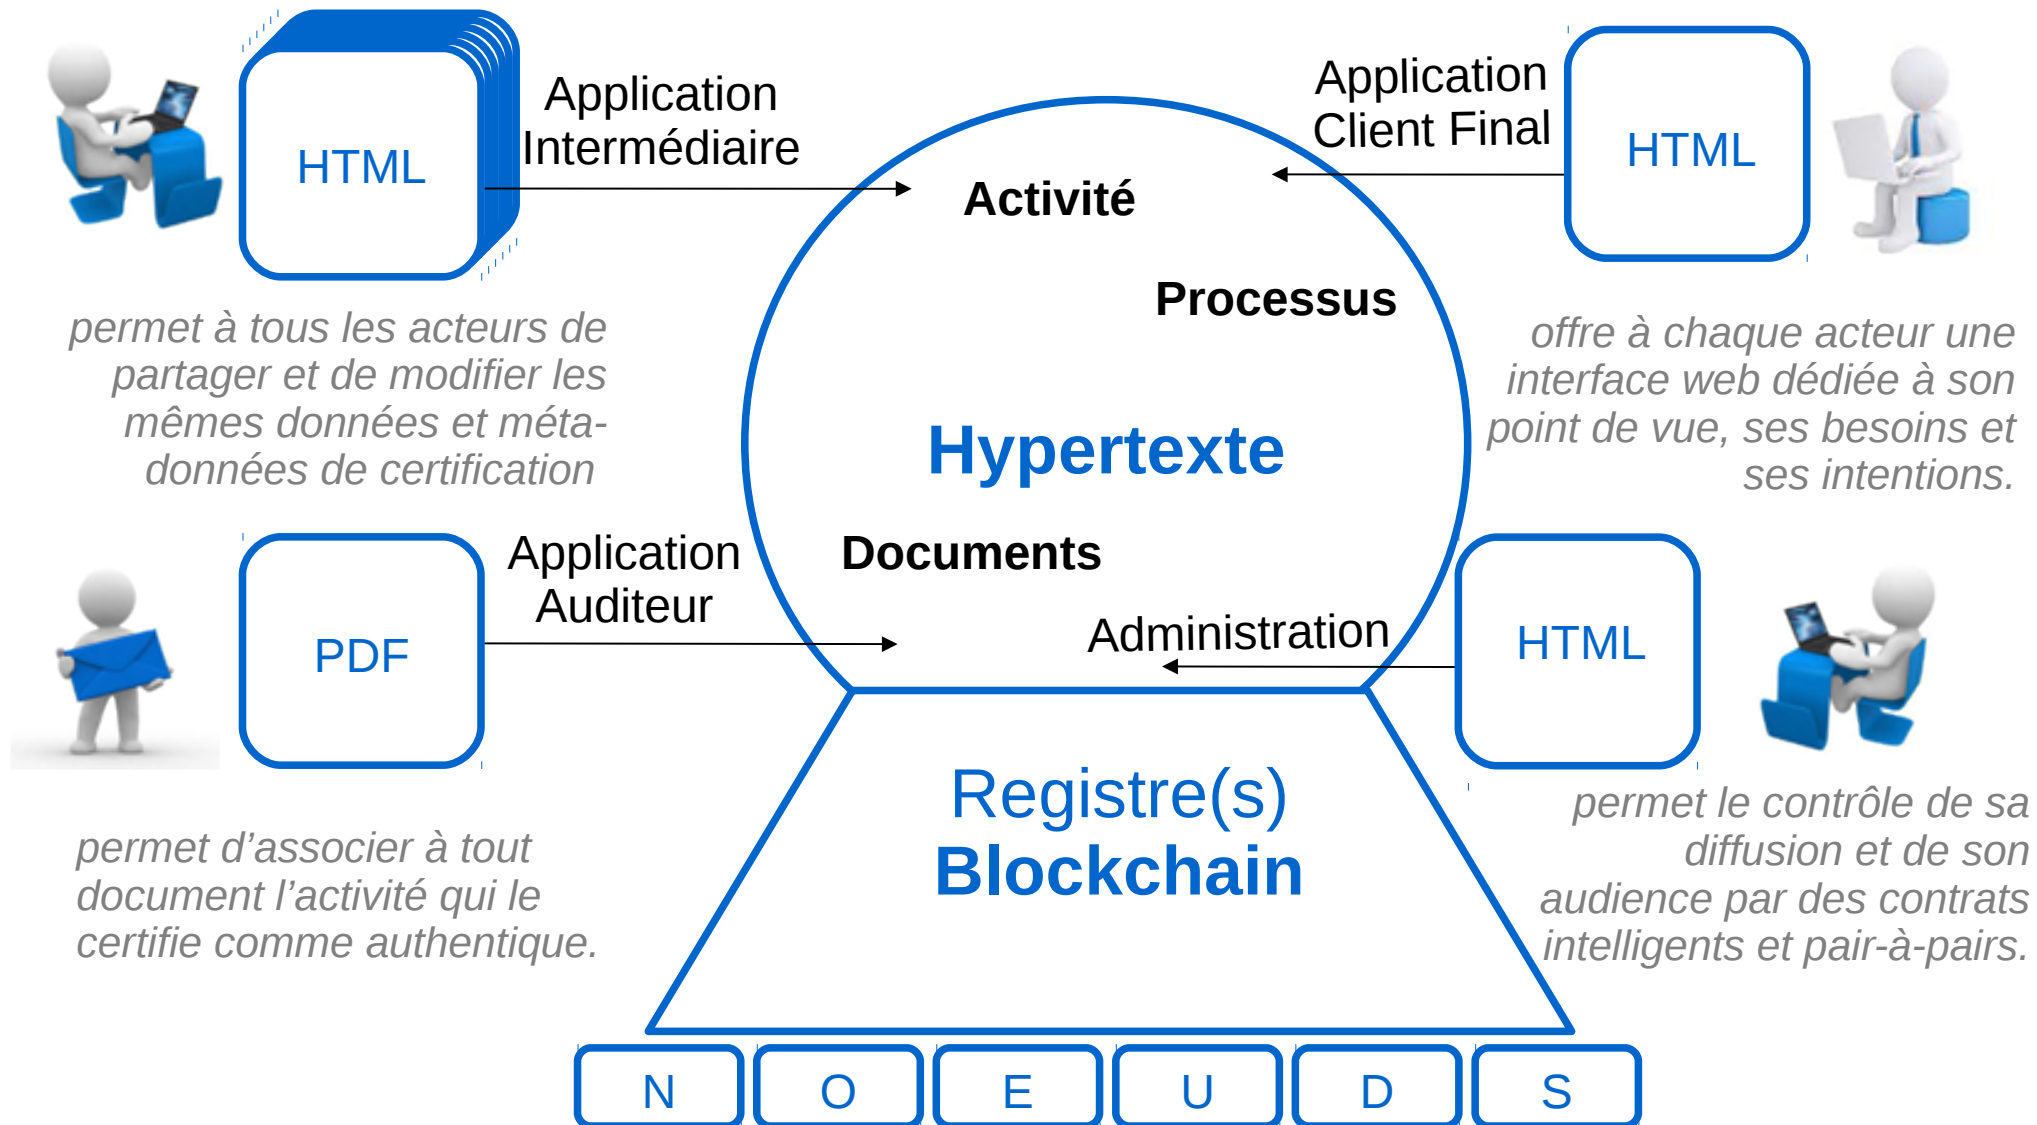 HTML
Application
Intermédiaire
permet à tous les acteurs de
partager et de modifier les
mêmes données et méta-
données de certification
Application
Client Final
HTML
offre à chaque acteur une
interface web dédiée à son
point de vue, ses besoins et
ses intentions.
Activité
Processus
Hypertexte
Documents
PDF
Application
Auditeur
permet d’associer à tout
document l’activité qui le
certifie comme authentique.
Administration
HTML
permet le contrôle de sa
diffusion et de son
audience par des contrats
intelligents et pair-à-pairs.
Registre(s)
Blockchain
N O E U D S